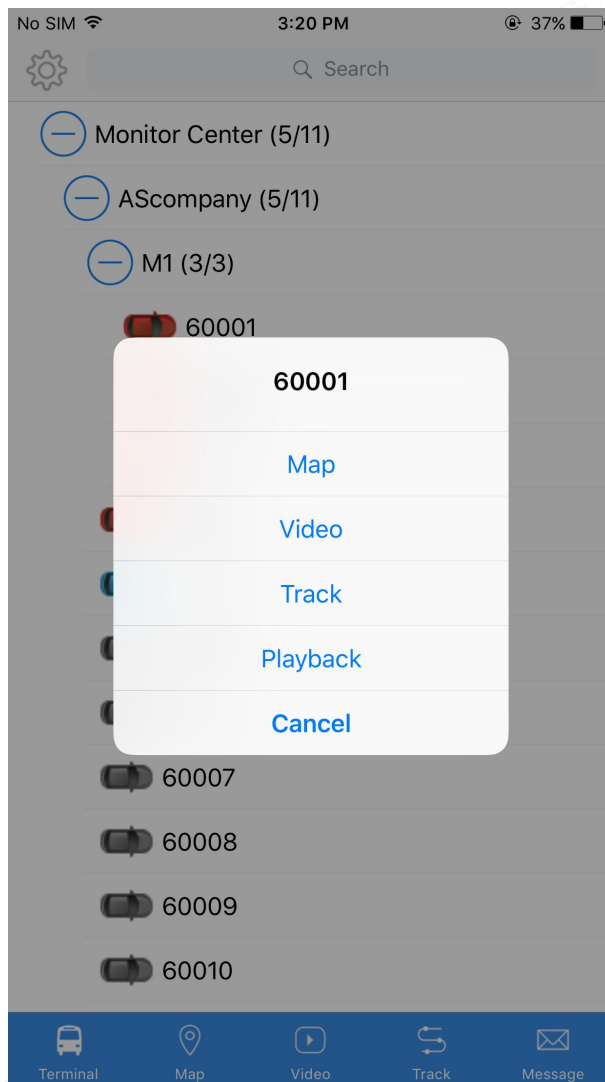 No SIM 3:20 PM 37%
Search
Monitor Center (5/11)
AScompany (5/11)
M1 (3/3)
60001
60001
Map
Video
Track
Playback
Cancel
60007
60008
60009
60010
Terminal Map Video Track Message